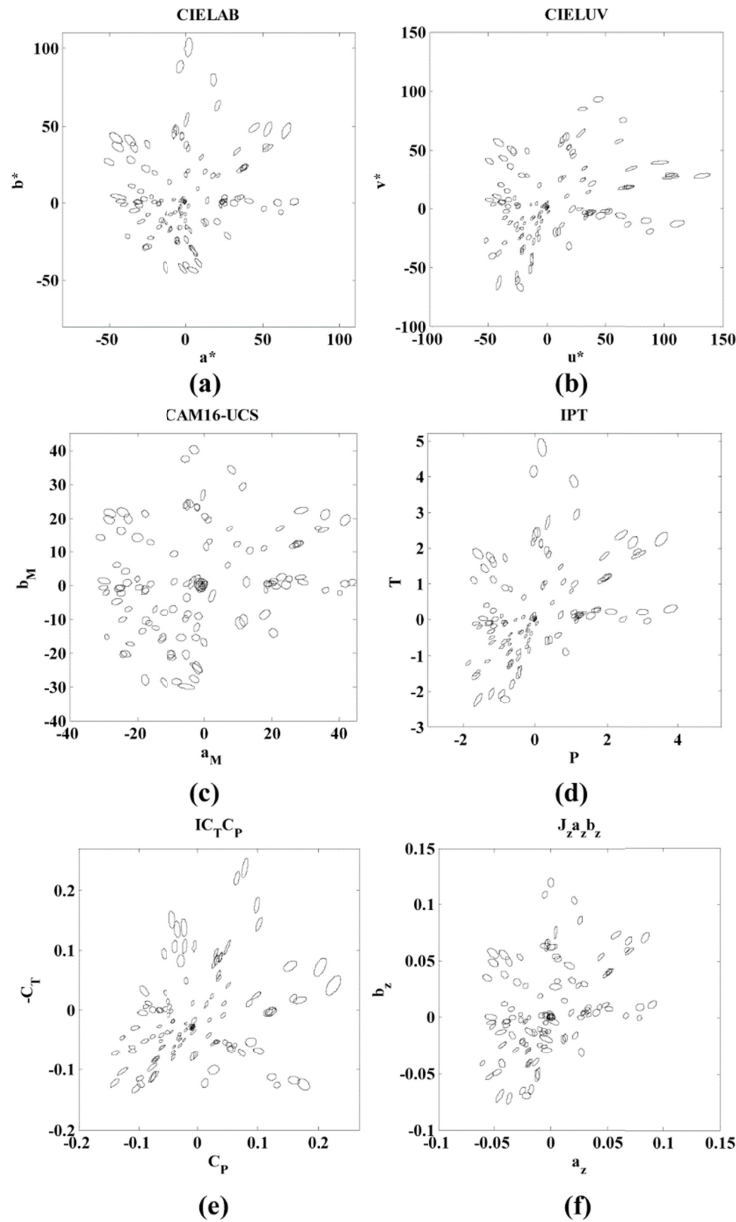 CIELAB
CIELUV
100
50
0
-50
b*
-50
0
50
100
a*
(a)
150
100
50
0
-50
-100
v*
-100
-50
0
50
100
150
u*
(b)
CAM16-UCS
IPT
40
30
20
10
0
-10
-20
-30
-40
b_M
-40
-20
0
20
40
a_M
(c)
5
4
3
2
1
0
-1
-2
-3
T
-2
0
2
4
P
(d)
IC_TC_P
J_za_zb_z
0.2
0.1
0
-0.1
-0.2
-C_T
-0.2
-0.1
0
0.1
0.2
C_P
(e)
0.15
0.1
0.05
0
-0.05
-0.1
b_z
-0.1
-0.05
0
0.05
0.1
0.15
a_z
(f)